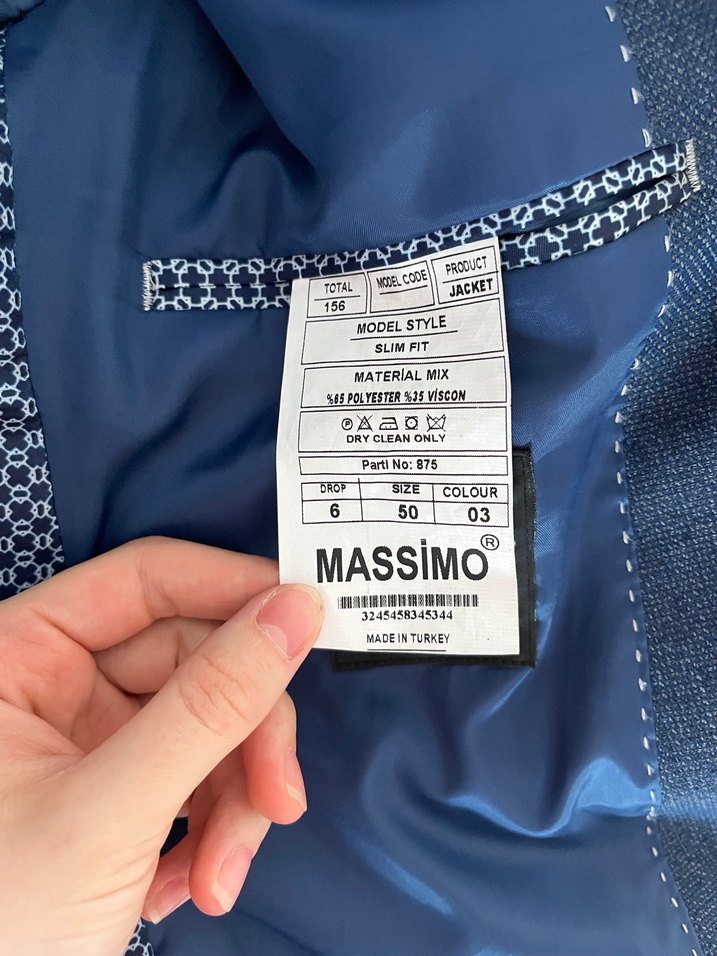 TOTAL MODEL CODE PRODUCT
156 JACKET
MODEL STYLE
SLIM FIT
MATERİAL MIX
%65 POLYESTER %35 VİSCON
P
DRY CLEAN ONLY
Parti No: 875
DROP SIZE COLOUR
6 50 03
MASSİMO®
3245458345344
MADE IN TURKEY